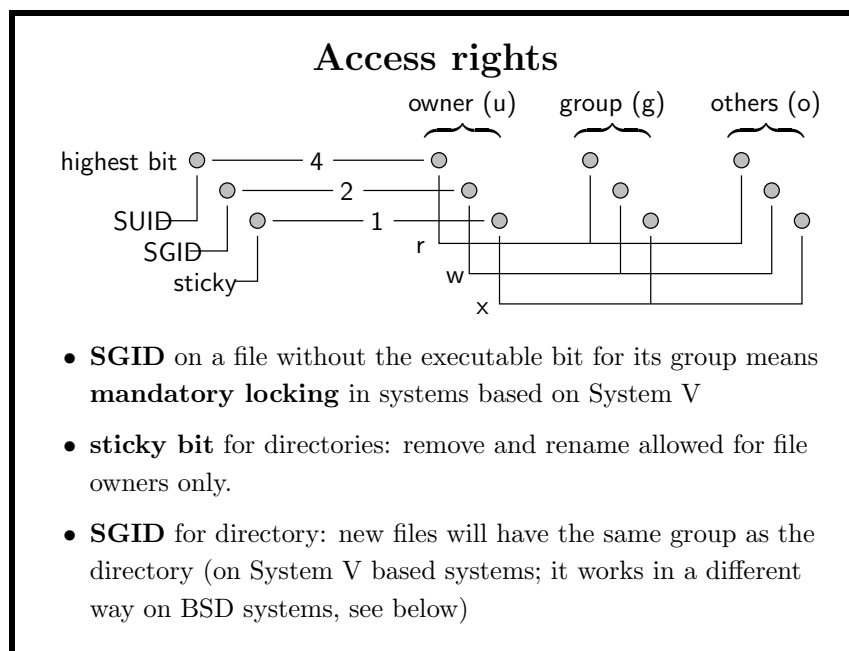 Access rights
owner (u) group (g) others (o)
highest bit 4
2
SUID 1
SGID r
sticky w
x
• SGID on a file without the executable bit for its group means
mandatory locking in systems based on System V
• sticky bit for directories: remove and rename allowed for file
owners only.
• SGID for directory: new files will have the same group as the
directory (on System V based systems; it works in a different
way on BSD systems, see below)